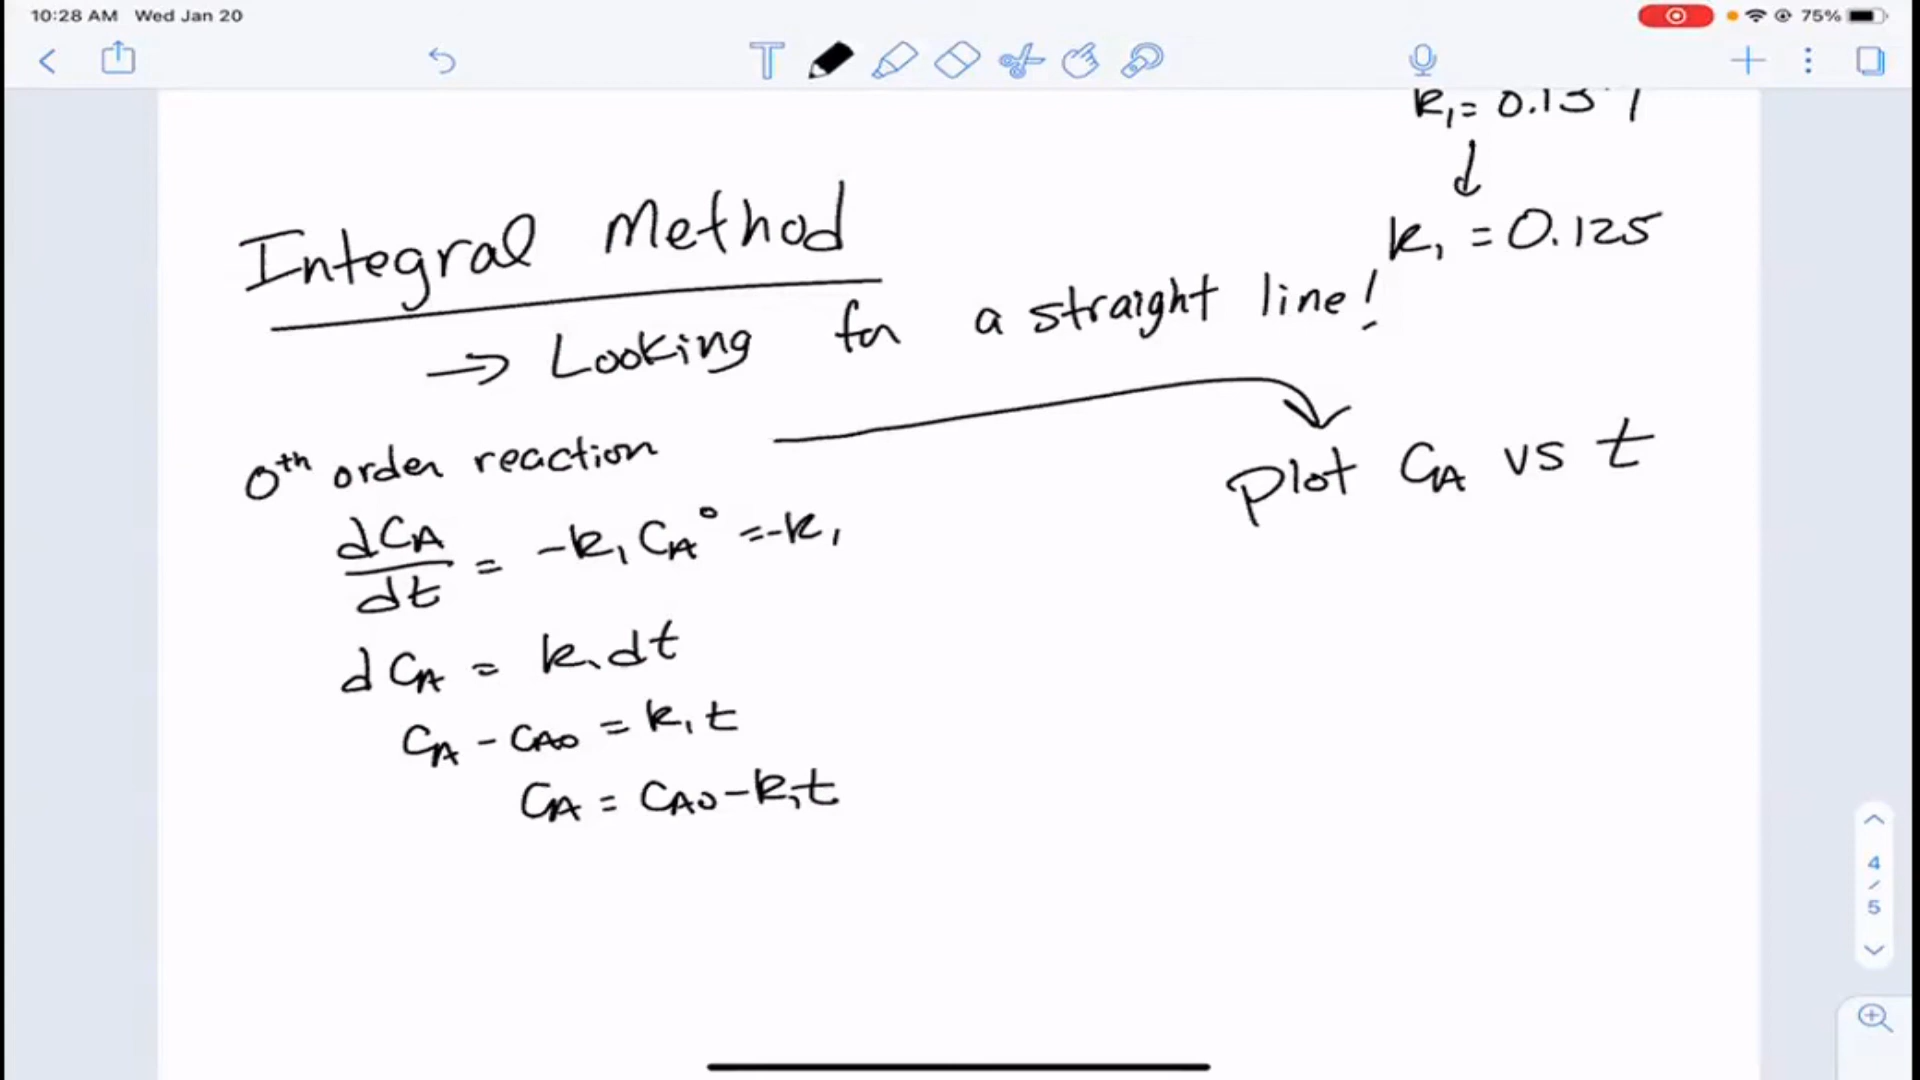 10:28 AM Wed Jan 20
75%
k₁ = 0.13
k₁ = 0.125
Integral Method
→ Looking for a straight line!
0th order reaction
Plot CA vs t
dCA/dt = -k₁CA⁰ = -k₁
dCA = k₁dt
CA - CA0 = k₁t
CA = CA0 - k₁t
4
/
5